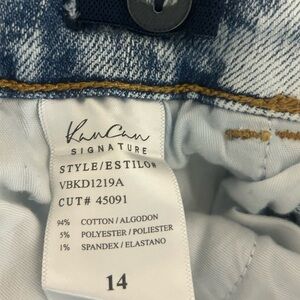 KanCan
SIGNATURE
STYLE/ESTILO#
VBKD1219A
CUT# 45091
94% COTTON / ALGODON
5% POLYESTER / POLIESTER
1% SPANDEX / ELASTANO
14